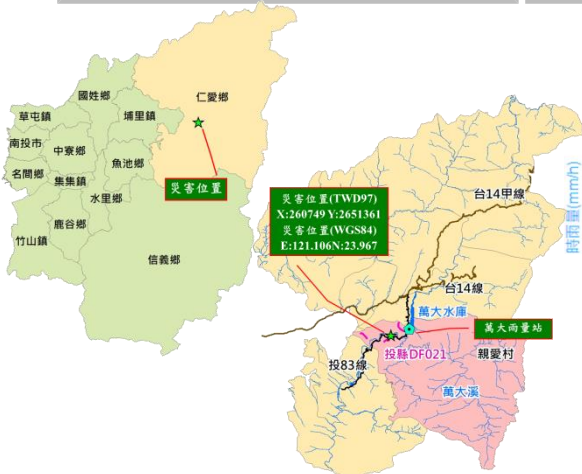 國姓鄉
仁愛鄉
草屯鎮
埔里鎮
南投市
中寮鄉
魚池鄉
名間鄉
集集鎮
水里鄉
鹿谷鄉
竹山鎮
信義鄉
災害位置
災害位置(TWD97)
X:260749 Y:2651361
災害位置(WGS84)
E:121.106N:23.967
台14甲線
時雨量(mm/h)
台14線
萬大水庫
萬大雨量站
投縣DF021
親愛村
投83線
萬大溪